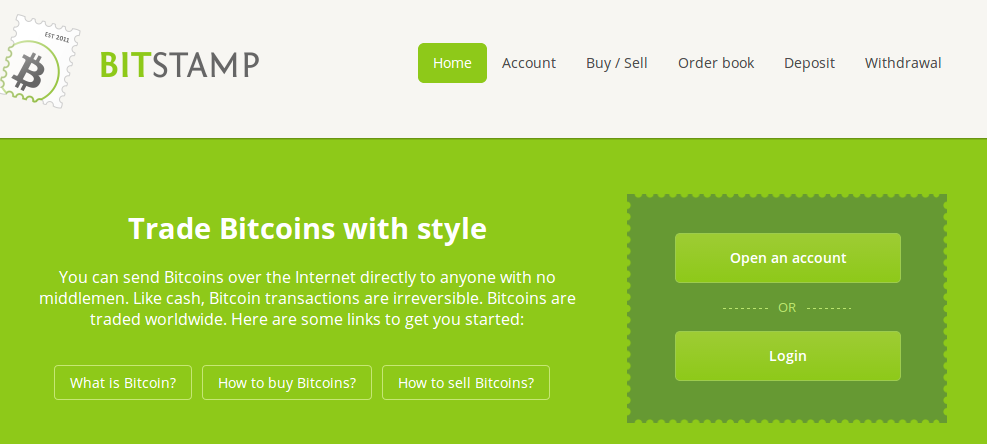 EST 2011
BITSTAMP
Home Account Buy / Sell Order book Deposit Withdrawal
Trade Bitcoins with style
You can send Bitcoins over the Internet directly to anyone with no
middlemen. Like cash, Bitcoin transactions are irreversible. Bitcoins are
traded worldwide. Here are some links to get you started:
What is Bitcoin? How to buy Bitcoins? How to sell Bitcoins?
Open an account
OR
Login